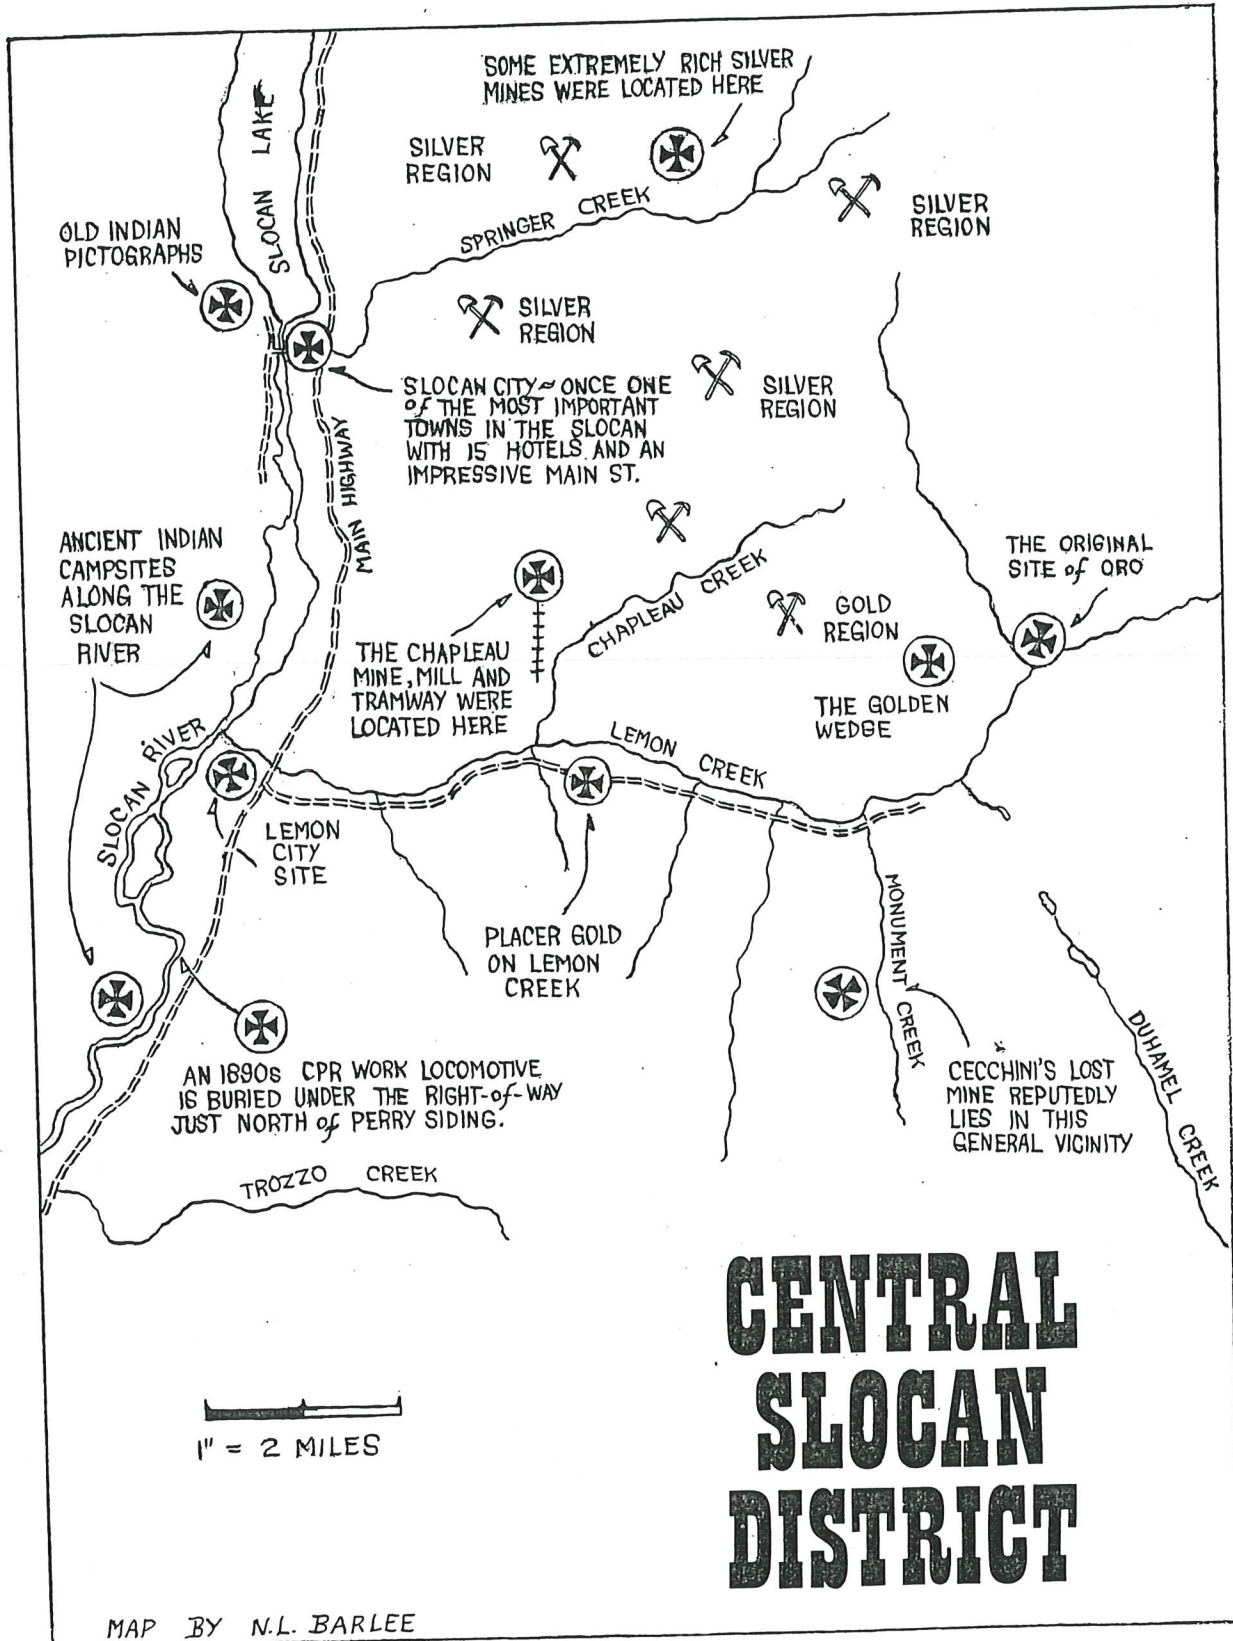 SOME EXTREMELY RICH SILVER
MINES WERE LOCATED HERE
SLOCAN LAKE
SILVER
REGION
SPRINGER CREEK
SILVER
REGION
OLD INDIAN
PICTOGRAPHS
SILVER
REGION
SLOCAN CITY~ONCE ONE
of THE MOST IMPORTANT
TOWNS IN THE SLOCAN
WITH 15 HOTELS AND AN
IMPRESSIVE MAIN ST.
SILVER
REGION
MAIN HIGHWAY
ANCIENT INDIAN
CAMPSITES
ALONG THE
SLOCAN
RIVER
THE ORIGINAL
SITE of ORO
CHAPLEAU CREEK
GOLD
REGION
THE CHAPLEAU
MINE, MILL AND
TRAMWAY WERE
LOCATED HERE
THE GOLDEN
WEDGE
SLOCAN RIVER
LEMON CREEK
LEMON
CITY
SITE
PLACER GOLD
ON LEMON
CREEK
MONUMENT CREEK
DUHAMEL CREEK
AN 1890s CPR WORK LOCOMOTIVE
IS BURIED UNDER THE RIGHT-of-WAY
JUST NORTH of PERRY SIDING.
CECCHINI'S LOST
MINE REPUTEDLY
LIES IN THIS
GENERAL VICINITY
TROZZO CREEK
1" = 2 MILES
CENTRAL
SLOCAN
DISTRICT
MAP BY N.L. BARLEE